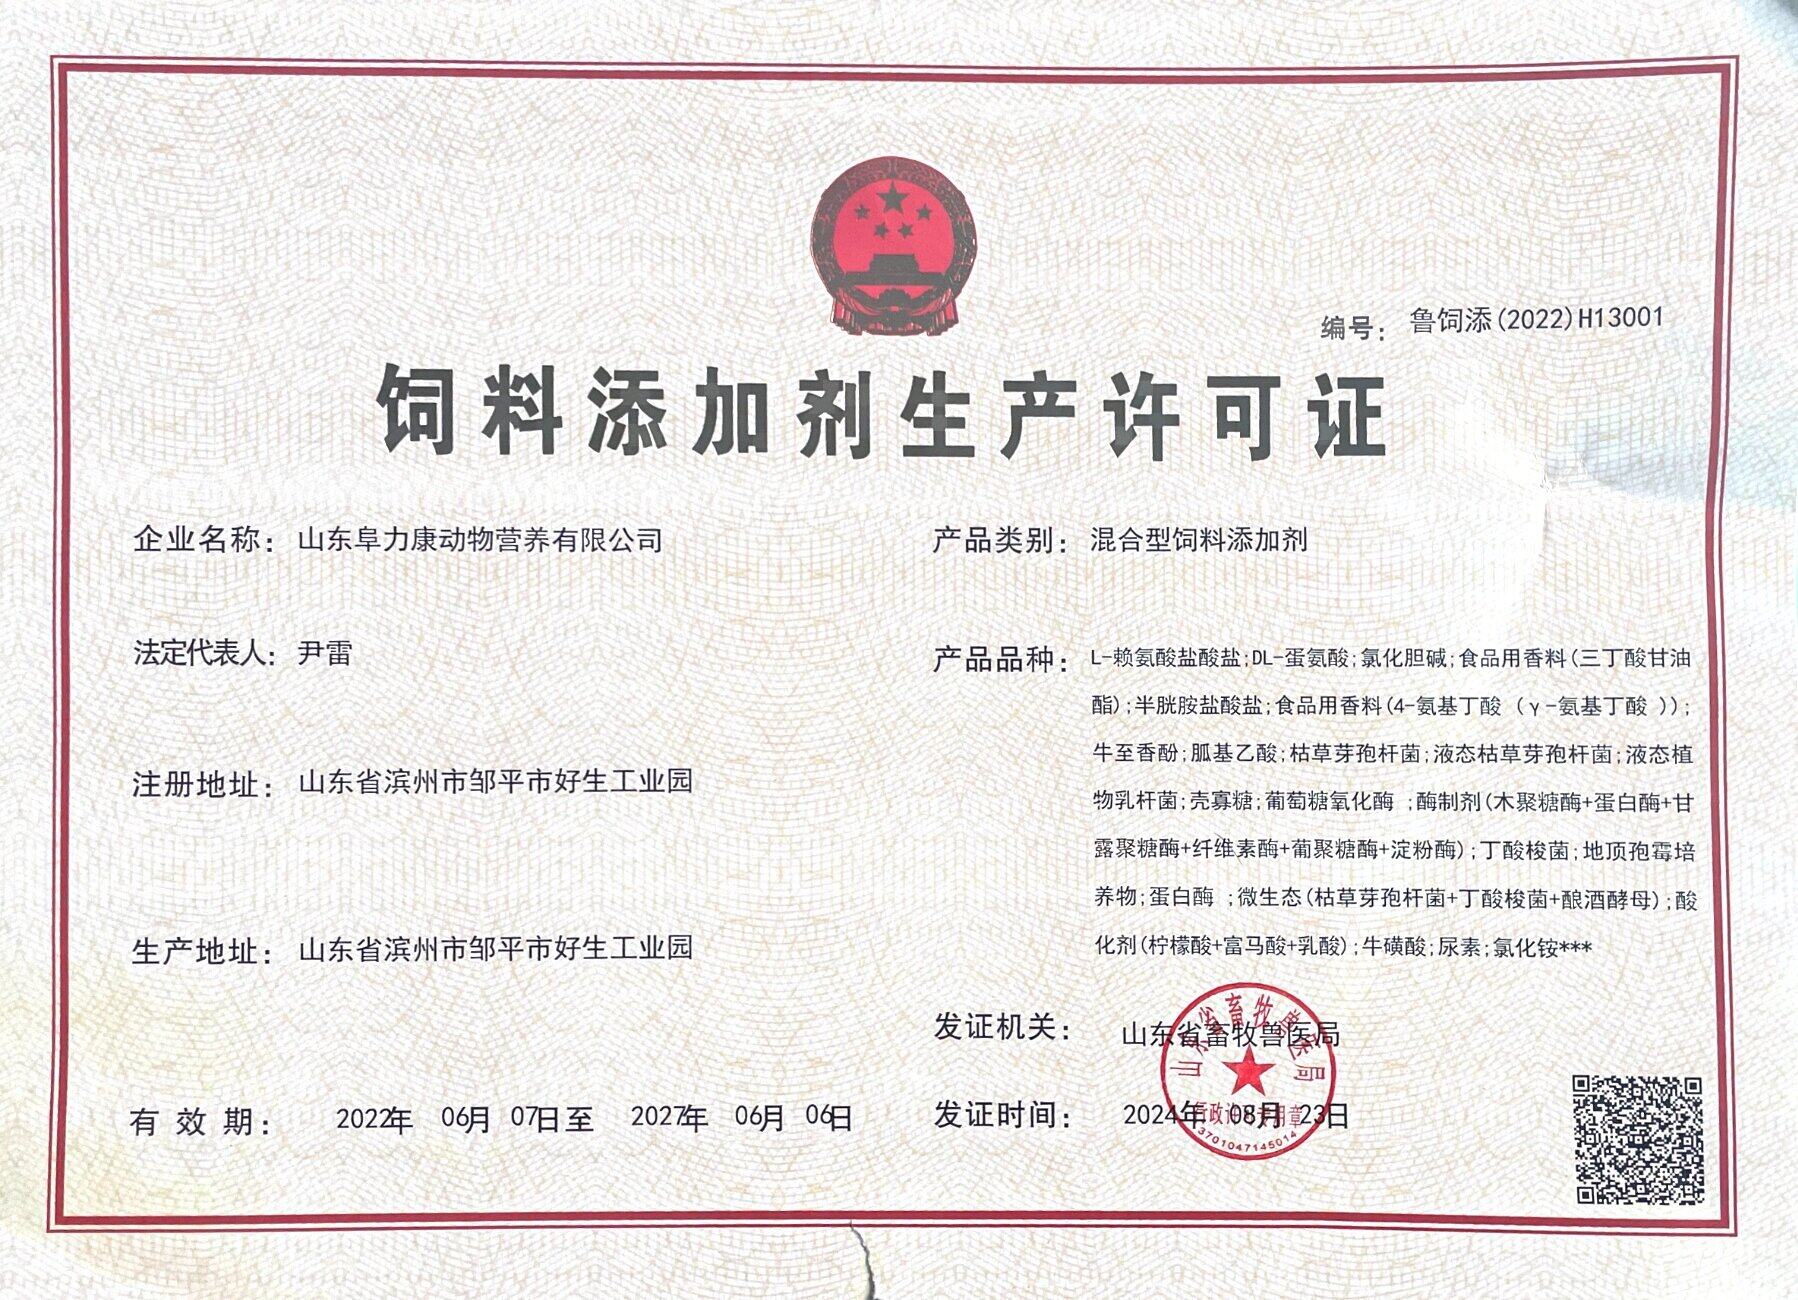 编号：鲁饲添(2022)H13001
饲料添加剂生产许可证
企业名称：山东阜力康动物营养有限公司
法定代表人：尹雷
注册地址：山东省滨州市邹平市好生工业园
生产地址：山东省滨州市邹平市好生工业园
有效期：2022年 06月 07日至 2027年 06月 06日
产品类别：混合型饲料添加剂
产品品种：L-赖氨酸盐酸盐;DL-蛋氨酸;氯化胆碱;食品用香料(三丁酸甘油
酯);半胱胺盐酸盐;食品用香料(4-氨基丁酸 (γ-氨基丁酸 ));
牛至香酚;胍基乙酸;枯草芽孢杆菌;液态枯草芽孢杆菌;液态植
物乳杆菌;壳寡糖;葡萄糖氧化酶 ;酶制剂(木聚糖酶+蛋白酶+甘
露聚糖酶+纤维素酶+葡聚糖酶+淀粉酶);丁酸梭菌;地顶孢霉培
养物;蛋白酶 ;微生态(枯草芽孢杆菌+丁酸梭菌+酿酒酵母);酸
化剂(柠檬酸+富马酸+乳酸);牛磺酸;尿素;氯化铵***
发证机关：山东省畜牧兽医局
发证时间：2024年 08月 23日
山东省畜牧兽医局
行政许可专用章
3701047145014